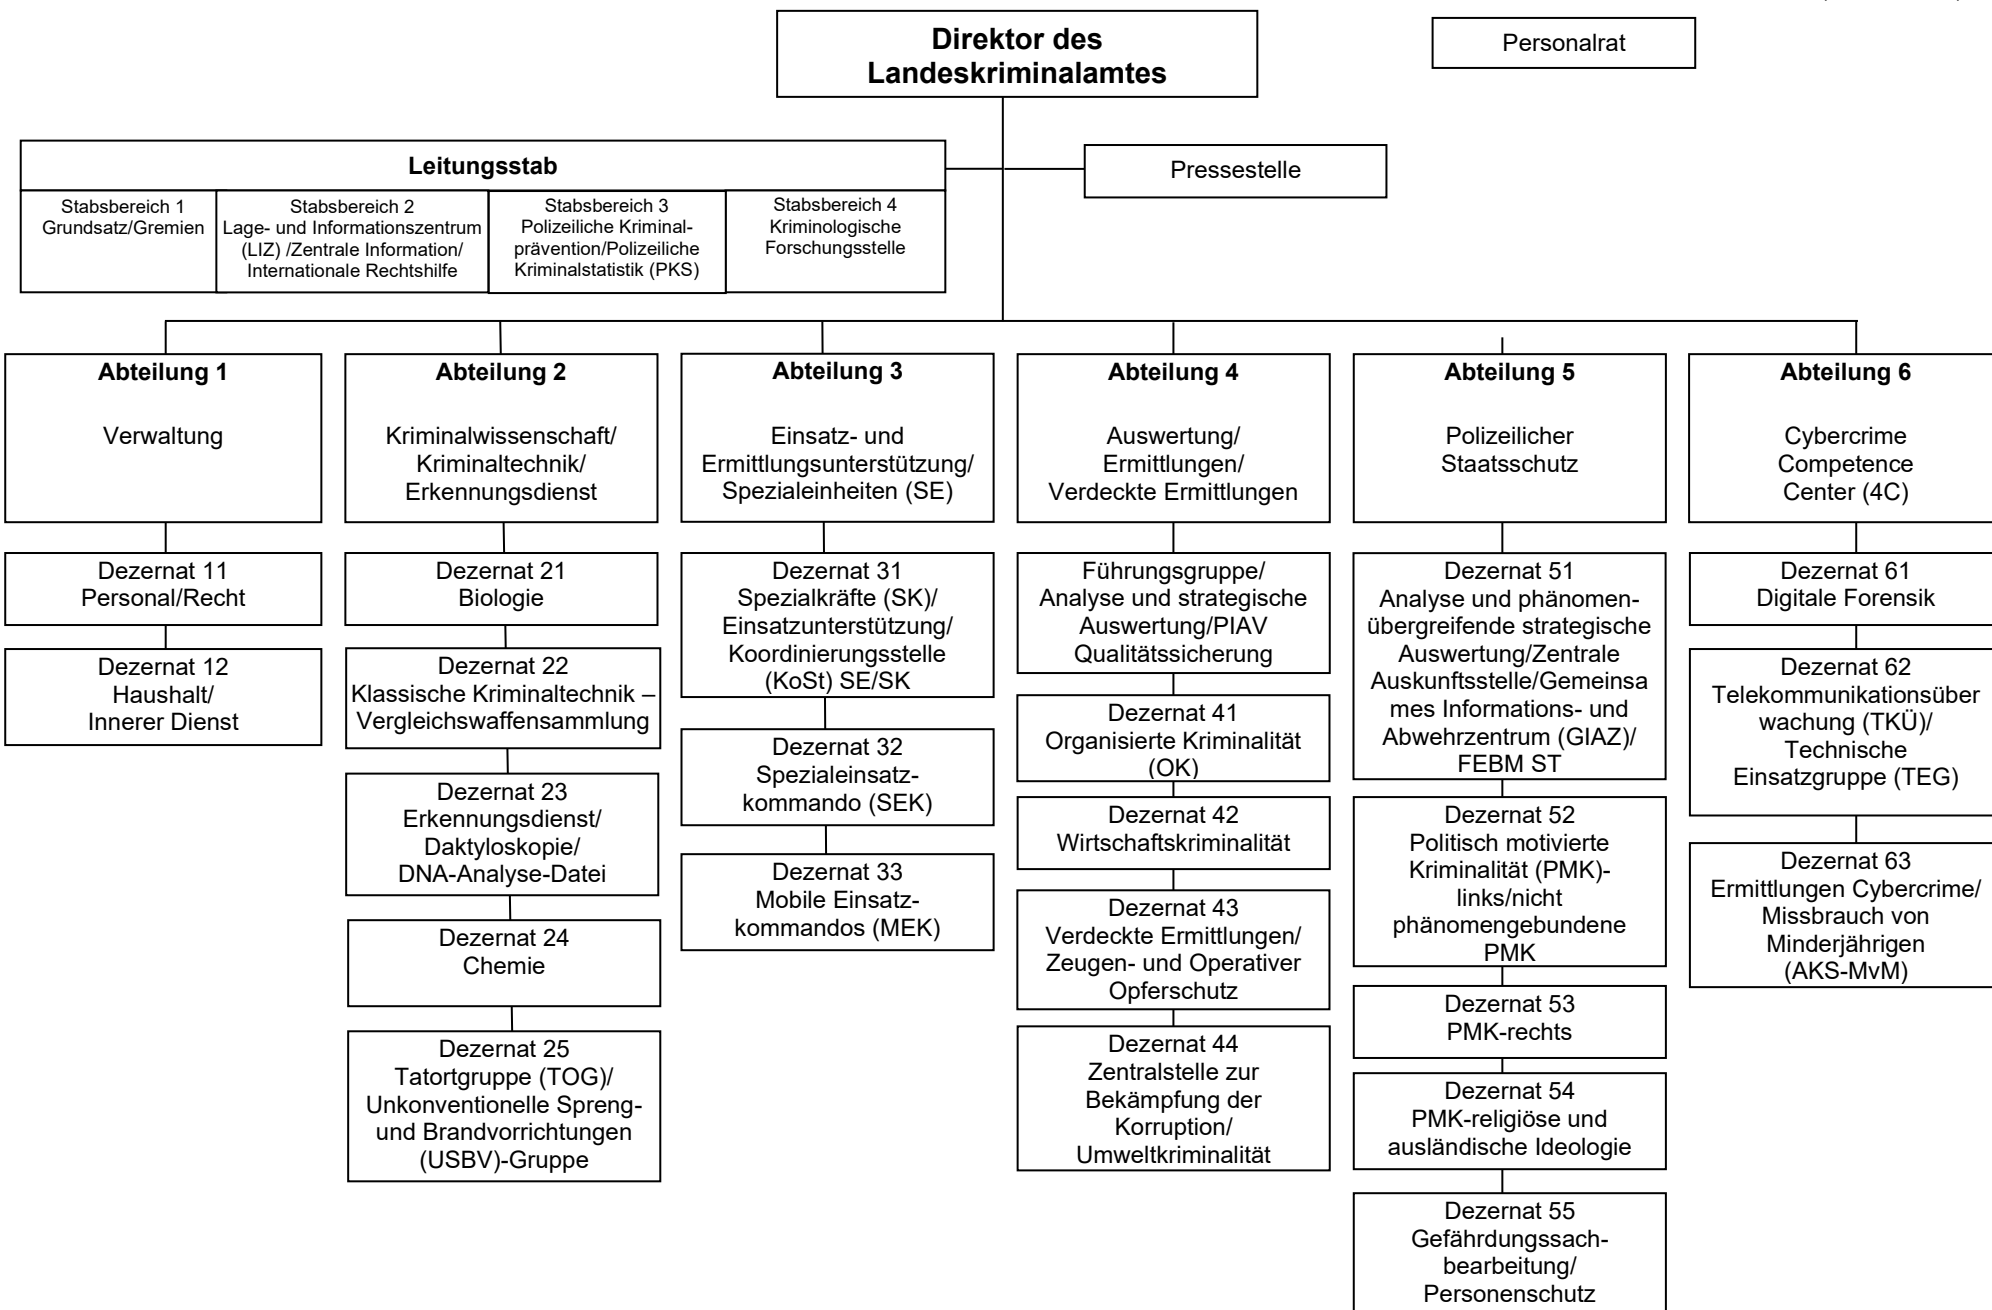 Direktor des
Landeskriminalamtes
Personalrat
Leitungsstab
Pressestelle
Stabsbereich 1
Grundsatz/Gremien
Stabsbereich 2
Lage- und Informationszentrum
(LIZ) /Zentrale Information/
Internationale Rechtshilfe
Stabsbereich 3
Polizeiliche Kriminal-
prävention/Polizeiliche
Kriminalstatistik (PKS)
Stabsbereich 4
Kriminologische
Forschungsstelle
Abteilung 1
Verwaltung
Dezernat 11
Personal/Recht
Dezernat 12
Haushalt/
Innerer Dienst
Abteilung 2
Kriminalwissenschaft/
Kriminaltechnik/
Erkennungsdienst
Dezernat 21
Biologie
Dezernat 22
Klassische Kriminaltechnik –
Vergleichswaffensammlung
Dezernat 23
Erkennungsdienst/
Daktyloskopie/
DNA-Analyse-Datei
Dezernat 24
Chemie
Dezernat 25
Tatortgruppe (TOG)/
Unkonventionelle Spreng-
und Brandvorrichtungen
(USBV)-Gruppe
Abteilung 3
Einsatz- und
Ermittlungsunterstützung/
Spezialeinheiten (SE)
Dezernat 31
Spezialkräfte (SK)/
Einsatzunterstützung/
Koordinierungsstelle
(KoSt) SE/SK
Dezernat 32
Spezialeinsatz-
kommando (SEK)
Dezernat 33
Mobile Einsatz-
kommandos (MEK)
Abteilung 4
Auswertung/
Ermittlungen/
Verdeckte Ermittlungen
Führungsgruppe/
Analyse und strategische
Auswertung/PIAV
Qualitätssicherung
Dezernat 41
Organisierte Kriminalität
(OK)
Dezernat 42
Wirtschaftskriminalität
Dezernat 43
Verdeckte Ermittlungen/
Zeugen- und Operativer
Opferschutz
Dezernat 44
Zentralstelle zur
Bekämpfung der
Korruption/
Umweltkriminalität
Abteilung 5
Polizeilicher
Staatsschutz
Dezernat 51
Analyse und phänomen-
übergreifende strategische
Auswertung/Zentrale
Auskunftsstelle/Gemeinsa
mes Informations- und
Abwehrzentrum (GIAZ)/
FEBM ST
Dezernat 52
Politisch motivierte
Kriminalität (PMK)-
links/nicht
phänomengebundene
PMK
Dezernat 53
PMK-rechts
Dezernat 54
PMK-religiöse und
ausländische Ideologie
Dezernat 55
Gefährdungssach-
bearbeitung/
Personenschutz
Abteilung 6
Cybercrime
Competence
Center (4C)
Dezernat 61
Digitale Forensik
Dezernat 62
Telekommunikationsüber
wachung (TKÜ)/
Technische
Einsatzgruppe (TEG)
Dezernat 63
Ermittlungen Cybercrime/
Missbrauch von
Minderjährigen
(AKS-MvM)